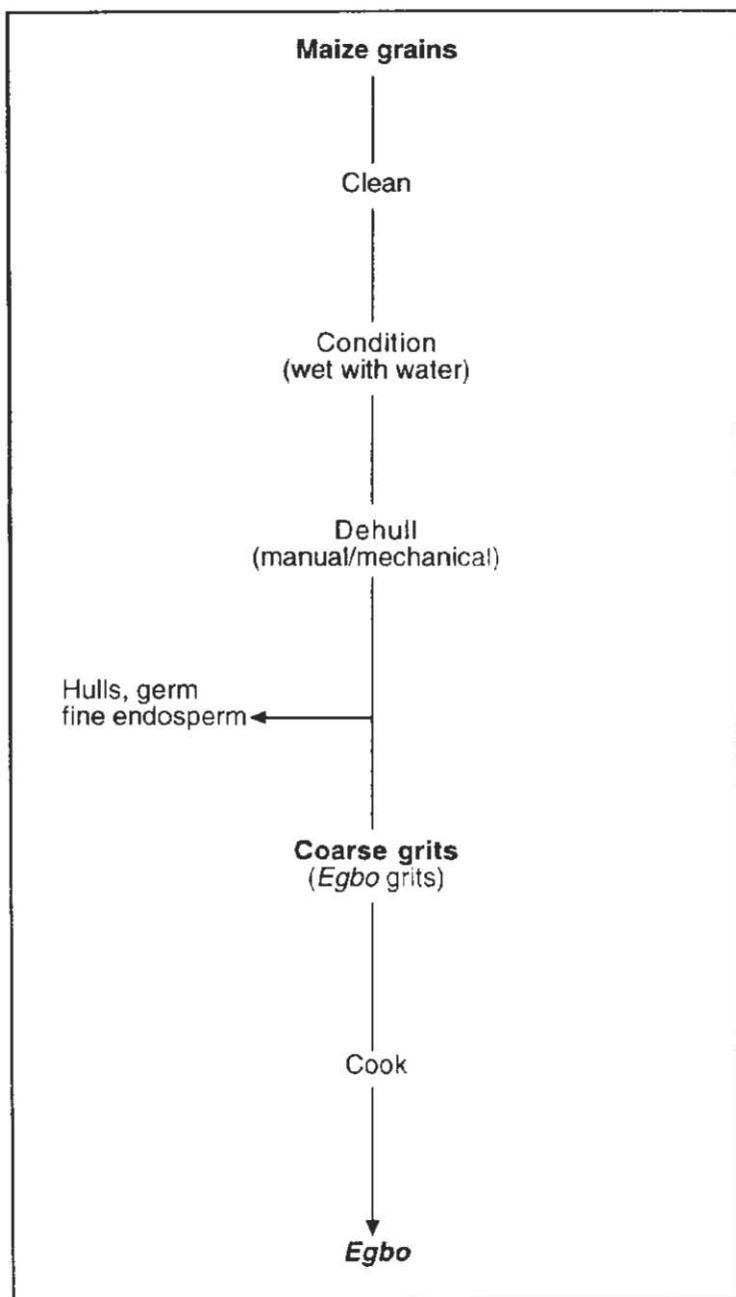 Maize grains
Clean
Condition
(wet with water)
Dehull
(manual/mechanical)
Hulls, germ
fine endosperm
Coarse grits
(Egbo grits)
Cook
Egbo